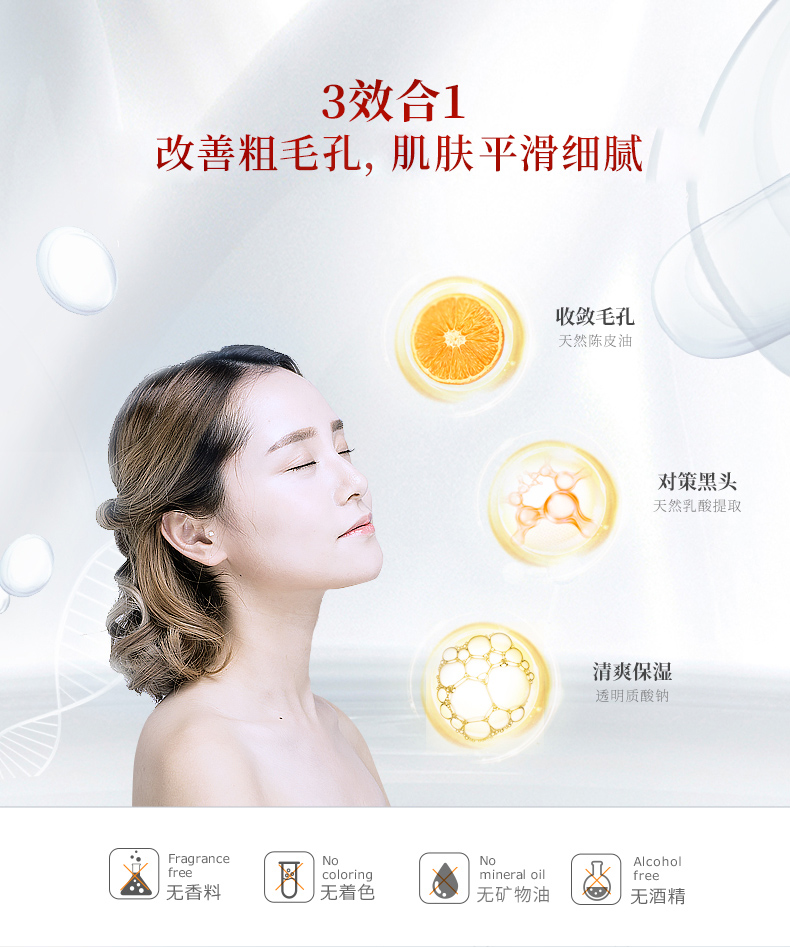 3效合1
改善粗毛孔, 肌肤平滑细腻
收敛毛孔
天然陈皮油
对策黑头
天然乳酸提取
清爽保湿
透明质酸钠
Fragrance
free
无香料
No
coloring
无着色
No
mineral oil
无矿物油
Alcohol
free
无酒精